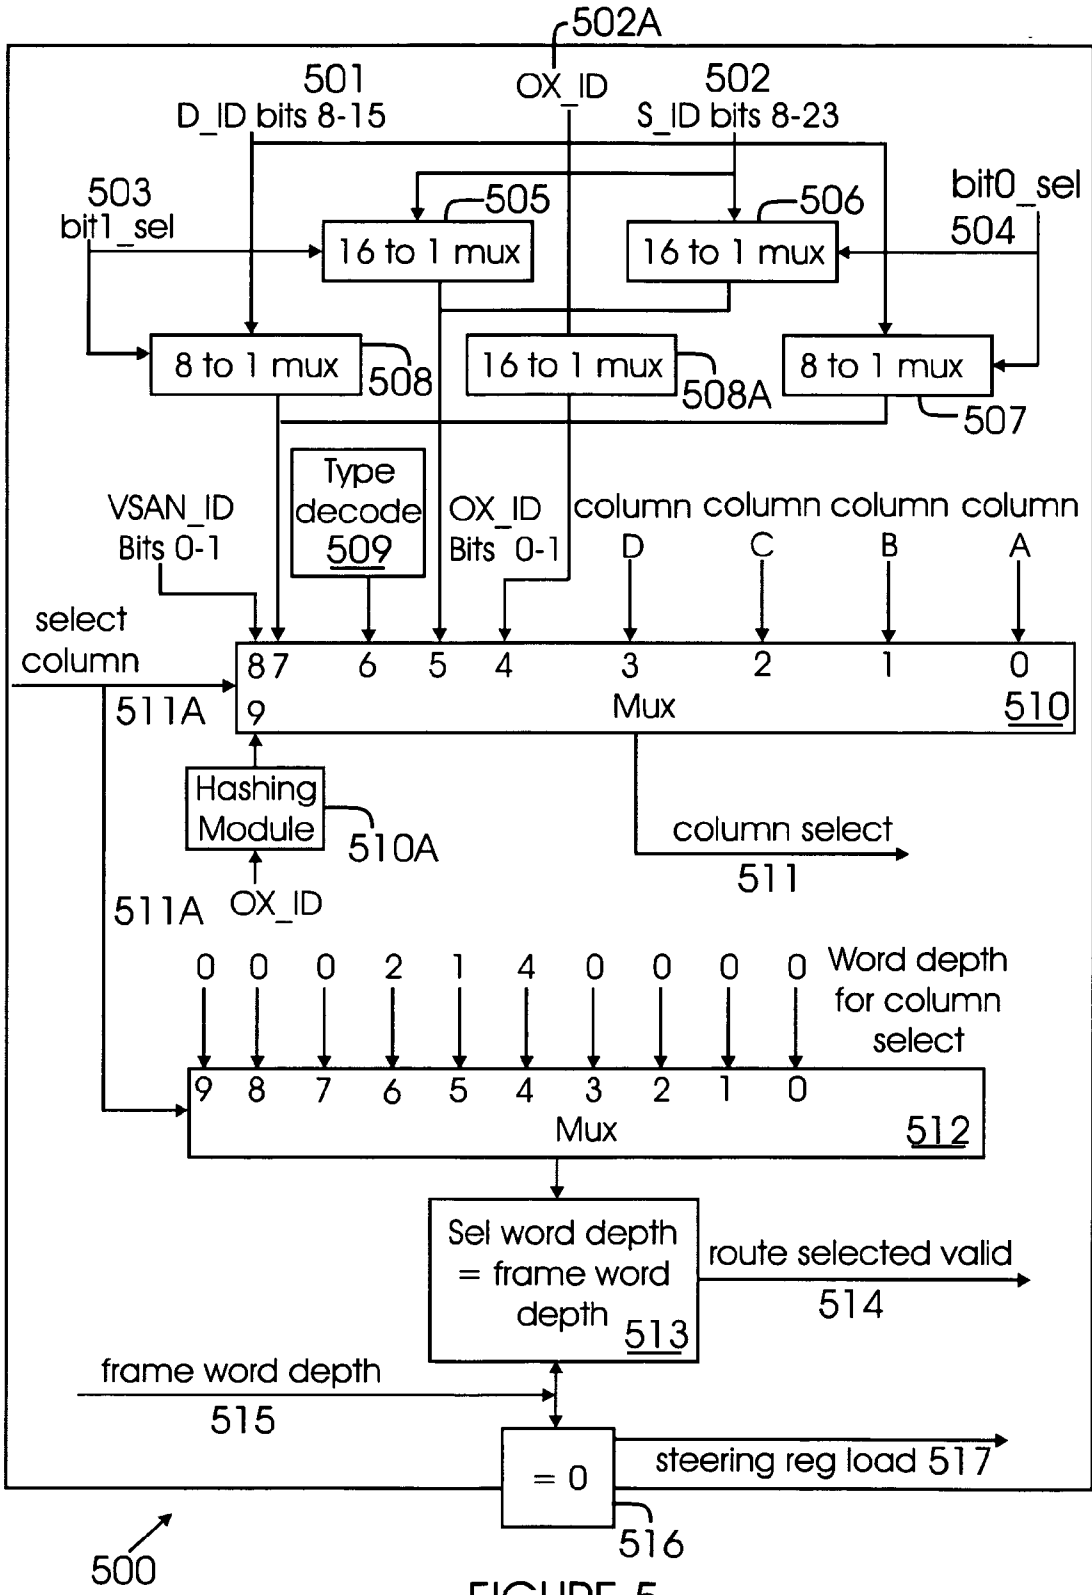 502A
501
OX_ID
502
D_ID bits 8-15
S_ID bits 8-23
503
bit1_sel
505
506
bit0_sel
504
16 to 1 mux
16 to 1 mux
8 to 1 mux
508
16 to 1 mux
508A
8 to 1 mux
507
Type
decode
509
VSAN_ID
Bits 0-1
OX_ID
Bits 0-1
column
D
column
C
column
B
column
A
select
column
511A
8 7 6 5 4 3 2 1 0
9
Mux
510
Hashing
Module
510A
OX_ID
column select
511
511A
0 0 0 2 1 4 0 0 0 0
Word depth
for column
select
9 8 7 6 5 4 3 2 1 0
Mux
512
Sel word depth
= frame word
depth
513
route selected valid
514
frame word depth
515
= 0
steering reg load 517
516
500
FIGURE 5